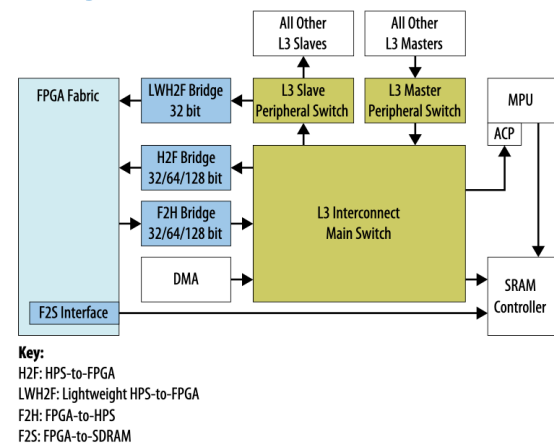 All Other
L3 Slaves
All Other
L3 Masters
FPGA Fabric
LWH2F Bridge
32 bit
L3 Slave
Peripheral Switch
L3 Master
Peripheral Switch
MPU
ACP
H2F Bridge
32/64/128 bit
F2H Bridge
32/64/128 bit
L3 Interconnect
Main Switch
DMA
SRAM
Controller
F2S Interface
Key:
H2F: HPS-to-FPGA
LWH2F: Lightweight HPS-to-FPGA
F2H: FPGA-to-HPS
F2S: FPGA-to-SDRAM